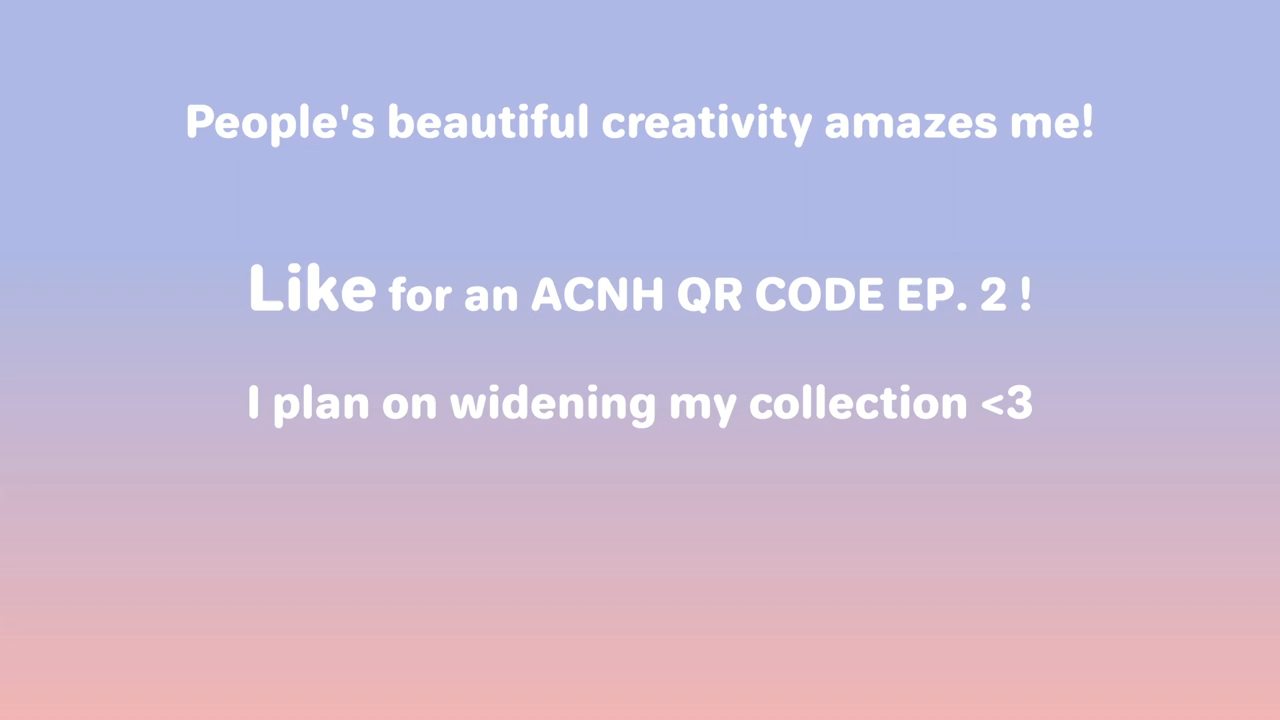 People's beautiful creativity amazes me!
Like for an ACNH QR CODE EP. 2 !
I plan on widening my collection <3